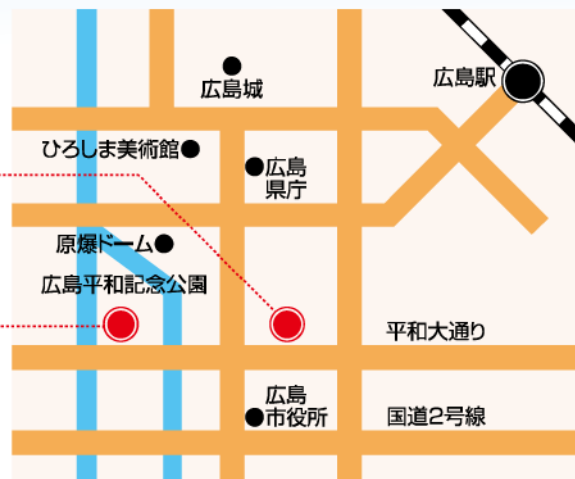 広島城
広島駅
ひろしま美術館
広島
県庁
原爆ドーム
広島平和記念公園
平和大通り
広島
市役所
国道2号線